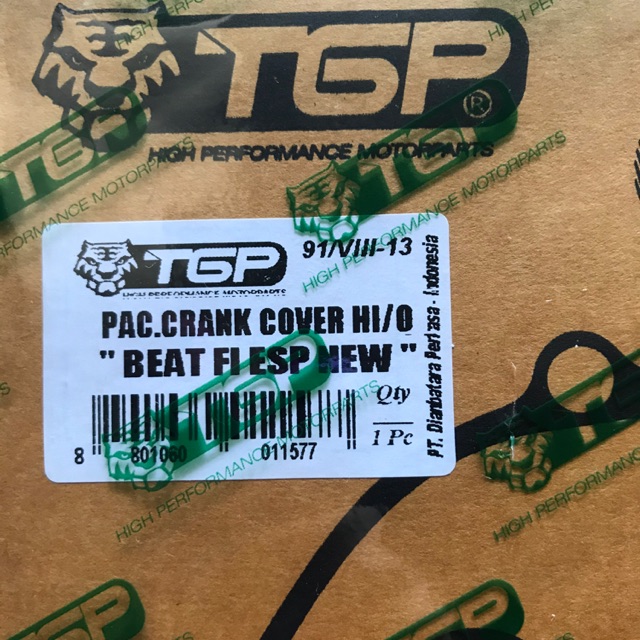 TGP®
HIGH PERFORMANCE MOTORPARTS
TGP
HIGH PERFORMANCE MOTORPARTS
91/VIII-13
PAC.CRANK COVER HI/O
" BEAT FI ESP NEW "
8 801060 011577
Qty
1 Pc
PT. Dianbatara Perkasa - Indonesia
TGP
HIGH PERFORMANCE MOTORPARTS